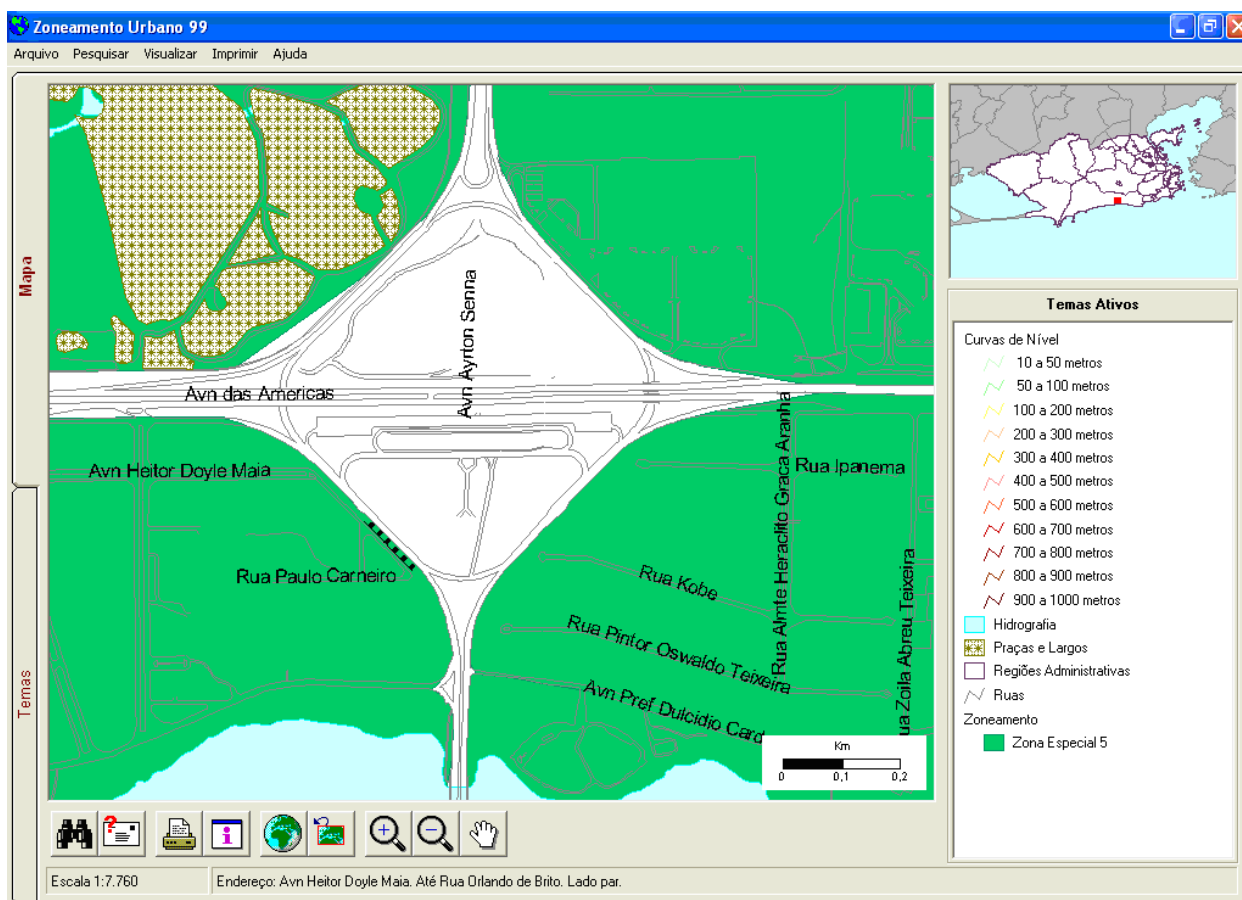 Zoneamento Urbano 99
Arquivo Pesquisar Visualizar Imprimir Ajuda
Mapa
Temas
Avn Ayrton Senna
Avn das Americas
Avn Heitor Doyle Maia
Rua Paulo Carneiro
Rua Ipanema
Rua Almte Heraclito Graca Aranha
Rua Kobe
Rua Pintor Oswaldo Teixeira
Avn Pref Dulcidio Card
ua Zoila Abreu Teixeira
Km
0 0,1 0,2
Temas Ativos
Curvas de Nível
10 a 50 metros
50 a 100 metros
100 a 200 metros
200 a 300 metros
300 a 400 metros
400 a 500 metros
500 a 600 metros
600 a 700 metros
700 a 800 metros
800 a 900 metros
900 a 1000 metros
Hidrografia
Praças e Largos
Regiões Administrativas
Ruas
Zoneamento
Zona Especial 5
Escala 1:7.760
Endereço: Avn Heitor Doyle Maia. Até Rua Orlando de Brito. Lado par.